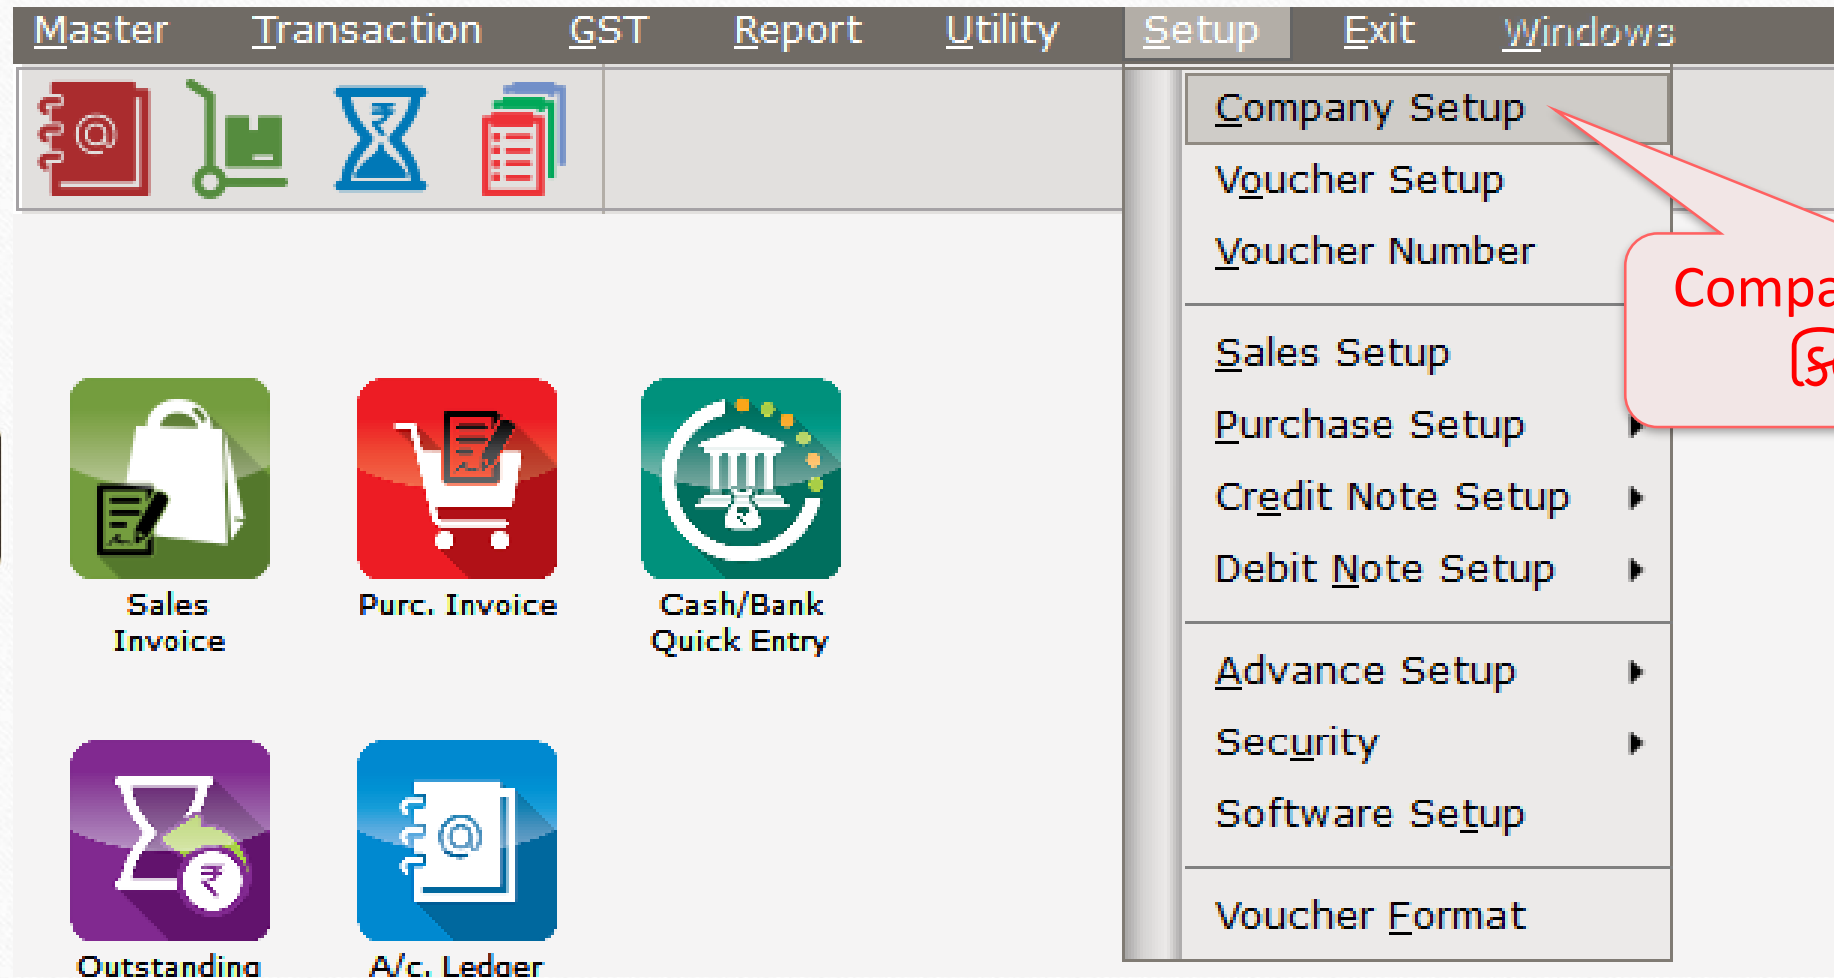 Master Transaction GST Report Utility Setup Exit Windows
Company Setup
Voucher Setup
Voucher Number
Sales Setup
Purchase Setup
Credit Note Setup
Debit Note Setup
Advance Setup
Security
Software Setup
Voucher Format
Sales
Invoice
Purc. Invoice
Cash/Bank
Quick Entry
Outstanding
A/c. Ledger